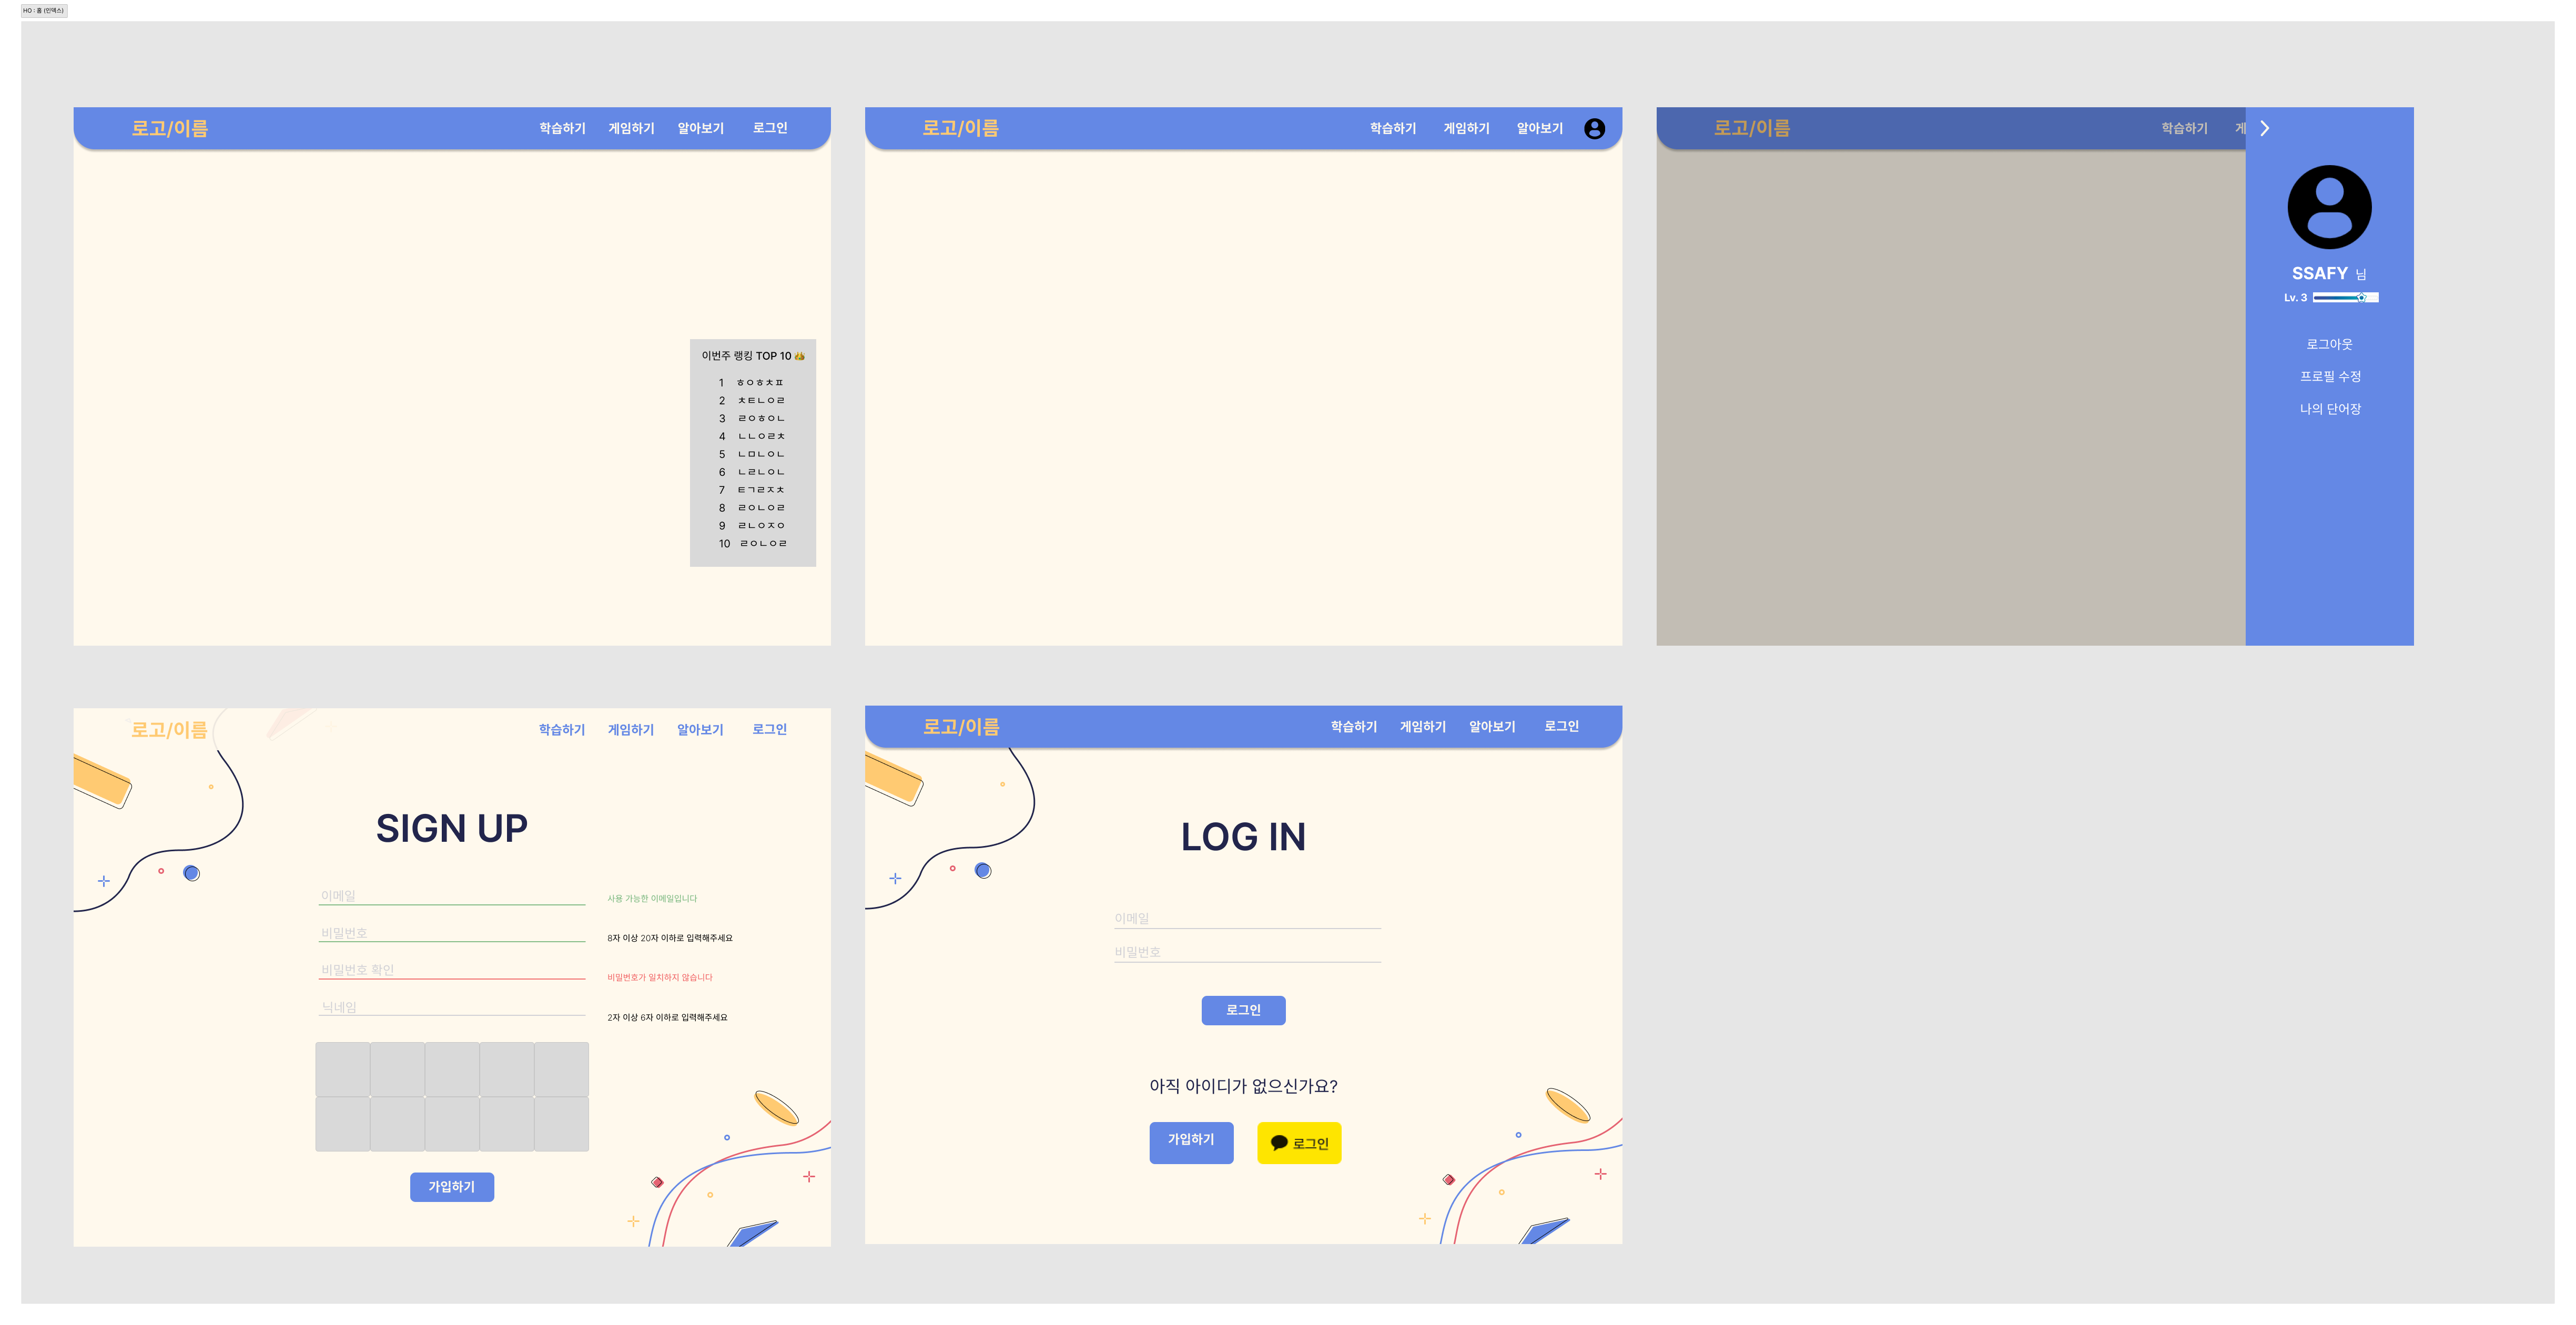 HO : 홈 (인덱스)
로고/이름 학습하기 게임하기 알아보기 로그인
이번주 랭킹 TOP 10
1 ㅎㅇㅎㅊㅍ
2 ㅊㅌㄴㅇㄹ
3 ㄹㅇㅎㅇㄴ
4 ㄴㄴㅇㄹㅊ
5 ㄴㅁㄴㅇㄴ
6 ㄴㄹㄴㅇㄴ
7 ㅌㄱㄹㅈㅊ
8 ㄹㅇㄴㅇㄹ
9 ㄹㄴㅇㅈㅇ
10 ㄹㅇㄴㅇㄹ
로고/이름 학습하기 게임하기 알아보기
로고/이름 학습하기 게
SSAFY 님
Lv. 3
로그아웃
프로필 수정
나의 단어장
로고/이름 학습하기 게임하기 알아보기 로그인
SIGN UP
이메일 사용 가능한 이메일입니다
비밀번호 8자 이상 20자 이하로 입력해주세요
비밀번호 확인 비밀번호가 일치하지 않습니다
닉네임 2자 이상 6자 이하로 입력해주세요
가입하기
로고/이름 학습하기 게임하기 알아보기 로그인
LOG IN
이메일
비밀번호
로그인
아직 아이디가 없으신가요?
가입하기 로그인